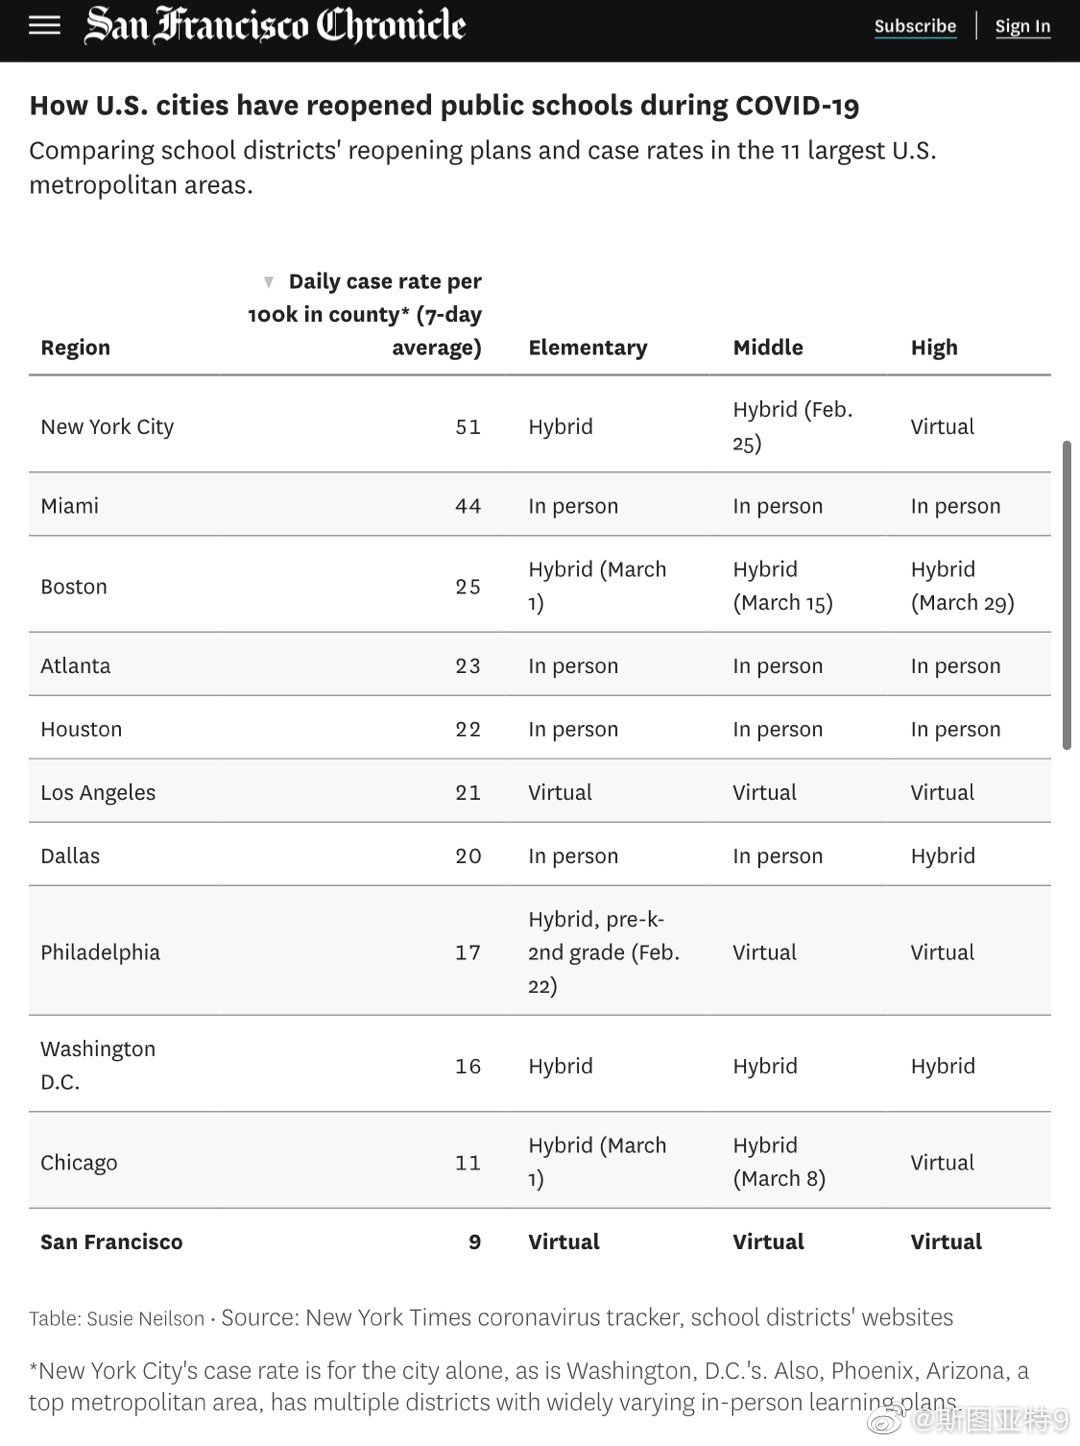 San Francisco Chronicle
Subscribe
Sign In
How U.S. cities have reopened public schools during COVID-19
Comparing school districts' reopening plans and case rates in the 11 largest U.S.
metropolitan areas.
▼ Daily case rate per
100k in county* (7-day
Region average) Elementary Middle High
New York City 51 Hybrid Hybrid (Feb.
25) Virtual
Miami 44 In person In person In person
Boston 25 Hybrid (March
1) Hybrid
(March 15) Hybrid
(March 29)
Atlanta 23 In person In person In person
Houston 22 In person In person In person
Los Angeles 21 Virtual Virtual Virtual
Dallas 20 In person In person Hybrid
Philadelphia 17 Hybrid, pre-k-
2nd grade (Feb.
22) Virtual Virtual
Washington
D.C. 16 Hybrid Hybrid Hybrid
Chicago 11 Hybrid (March
1) Hybrid
(March 8) Virtual
San Francisco 9 Virtual Virtual Virtual
Table: Susie Neilson · Source: New York Times coronavirus tracker, school districts' websites
*New York City's case rate is for the city alone, as is Washington, D.C.'s. Also, Phoenix, Arizona, a
top metropolitan area, has multiple districts with widely varying in-person learning plans.
@斯图亚特9